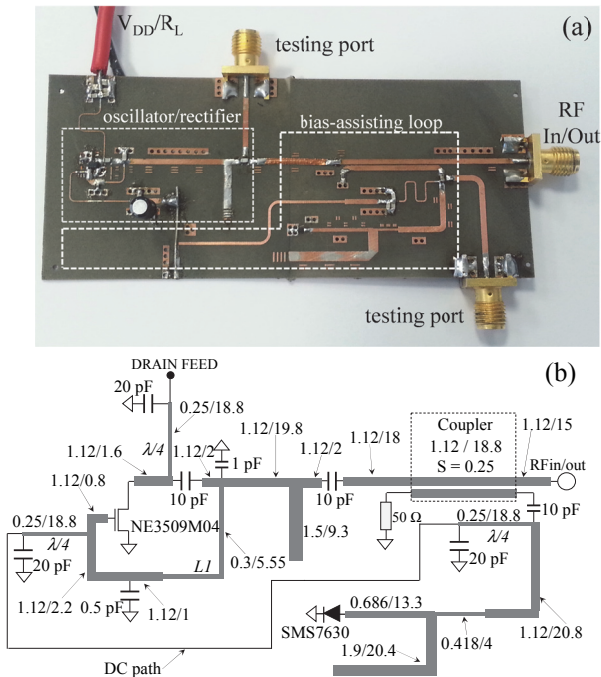 V_DD/R_L
testing port
(a)
oscillator/rectifier
bias-assisting loop
RF
In/Out
testing port
DRAIN FEED
(b)
20 pF
0.25/18.8
λ/4
1.12/1.6
1.12/2
1.12/19.8
1.12/2
1.12/18
Coupler
1.12 / 18.8
S = 0.25
1.12/15
RFin/out
1.12/0.8
1 pF
10 pF
10 pF
NE3509M04
0.25/18.8
λ/4
20 pF
1.5/9.3
50 Ω
0.25/18.8
λ/4
10 pF
20 pF
L1
0.3/5.55
1.12/2.2
0.5 pF
1.12/1
0.686/13.3
SMS7630
1.9/20.4
0.418/4
1.12/20.8
DC path